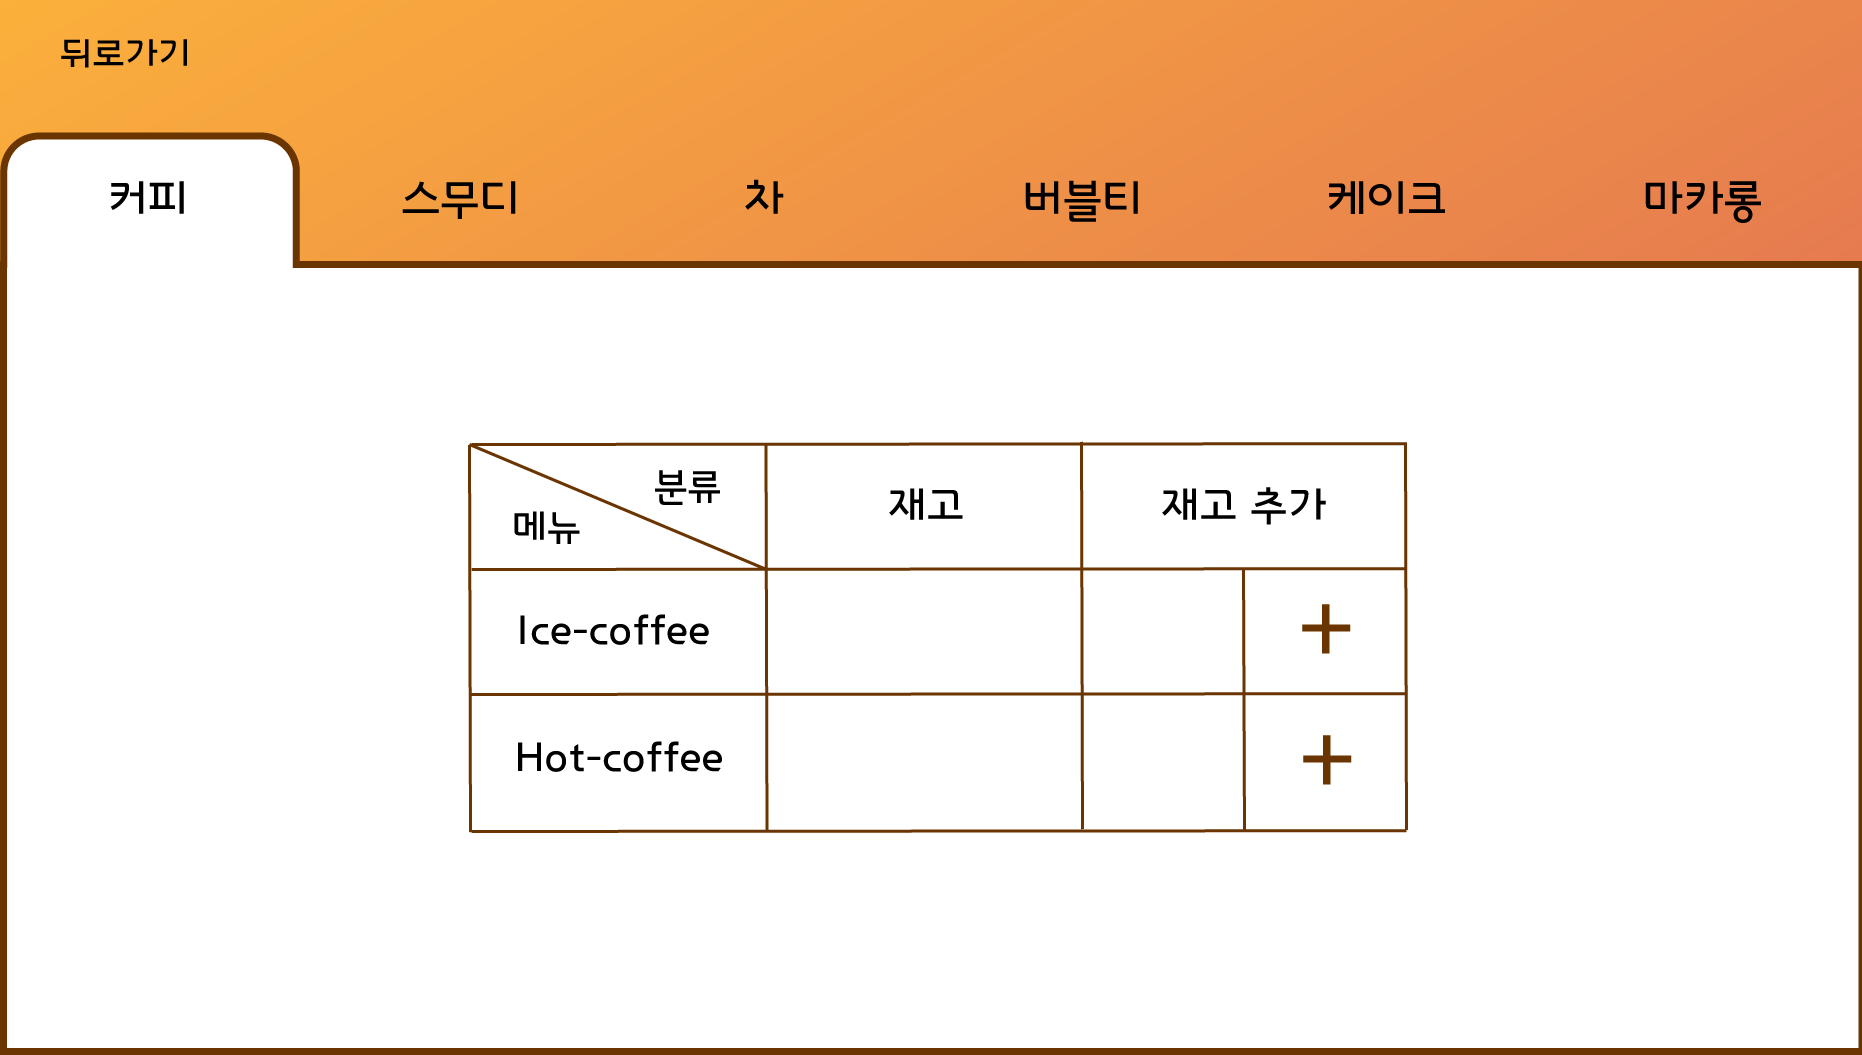 뒤로가기
커피 스무디 차 버블티 케이크 마카롱
분류
메뉴
재고 재고 추가
Ice-coffee +
Hot-coffee +